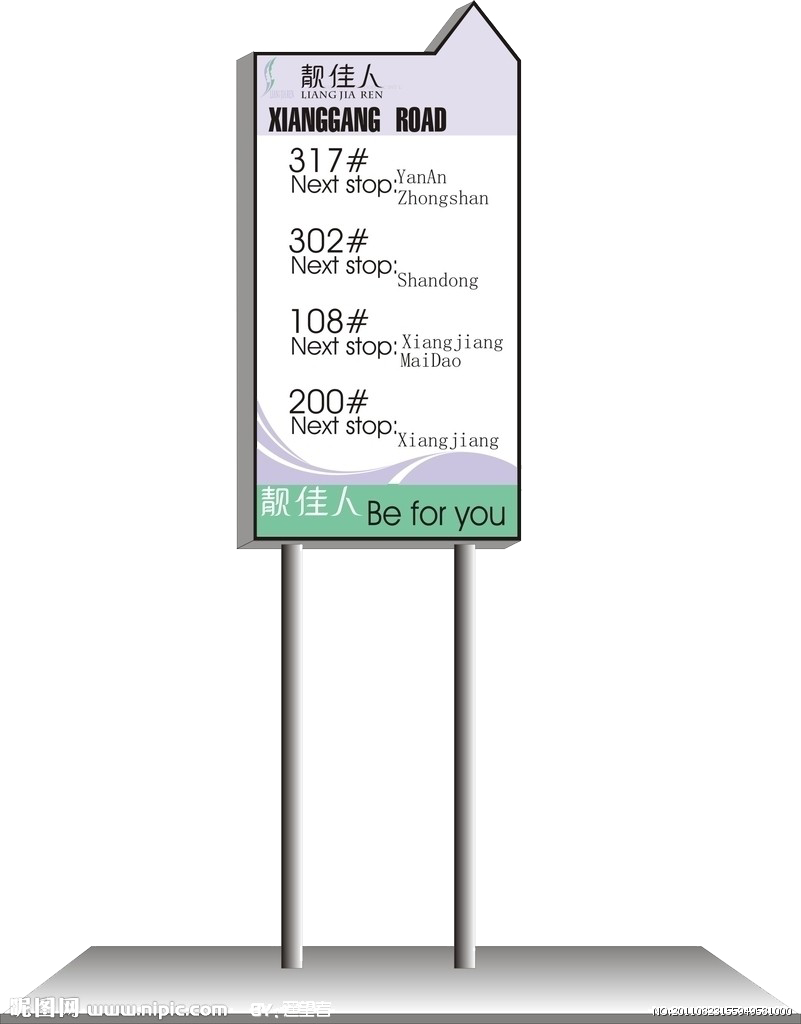 靓佳人
LIANG JIA REN
XIANGGANG ROAD
317#
Next stop: YanAn
Zhongshan
302#
Next stop: Shandong
108#
Next stop: Xiangjiang
MaiDao
200#
Next stop: Xiangjiang
靓佳人 Be for you
昵图网 www.nipic.com